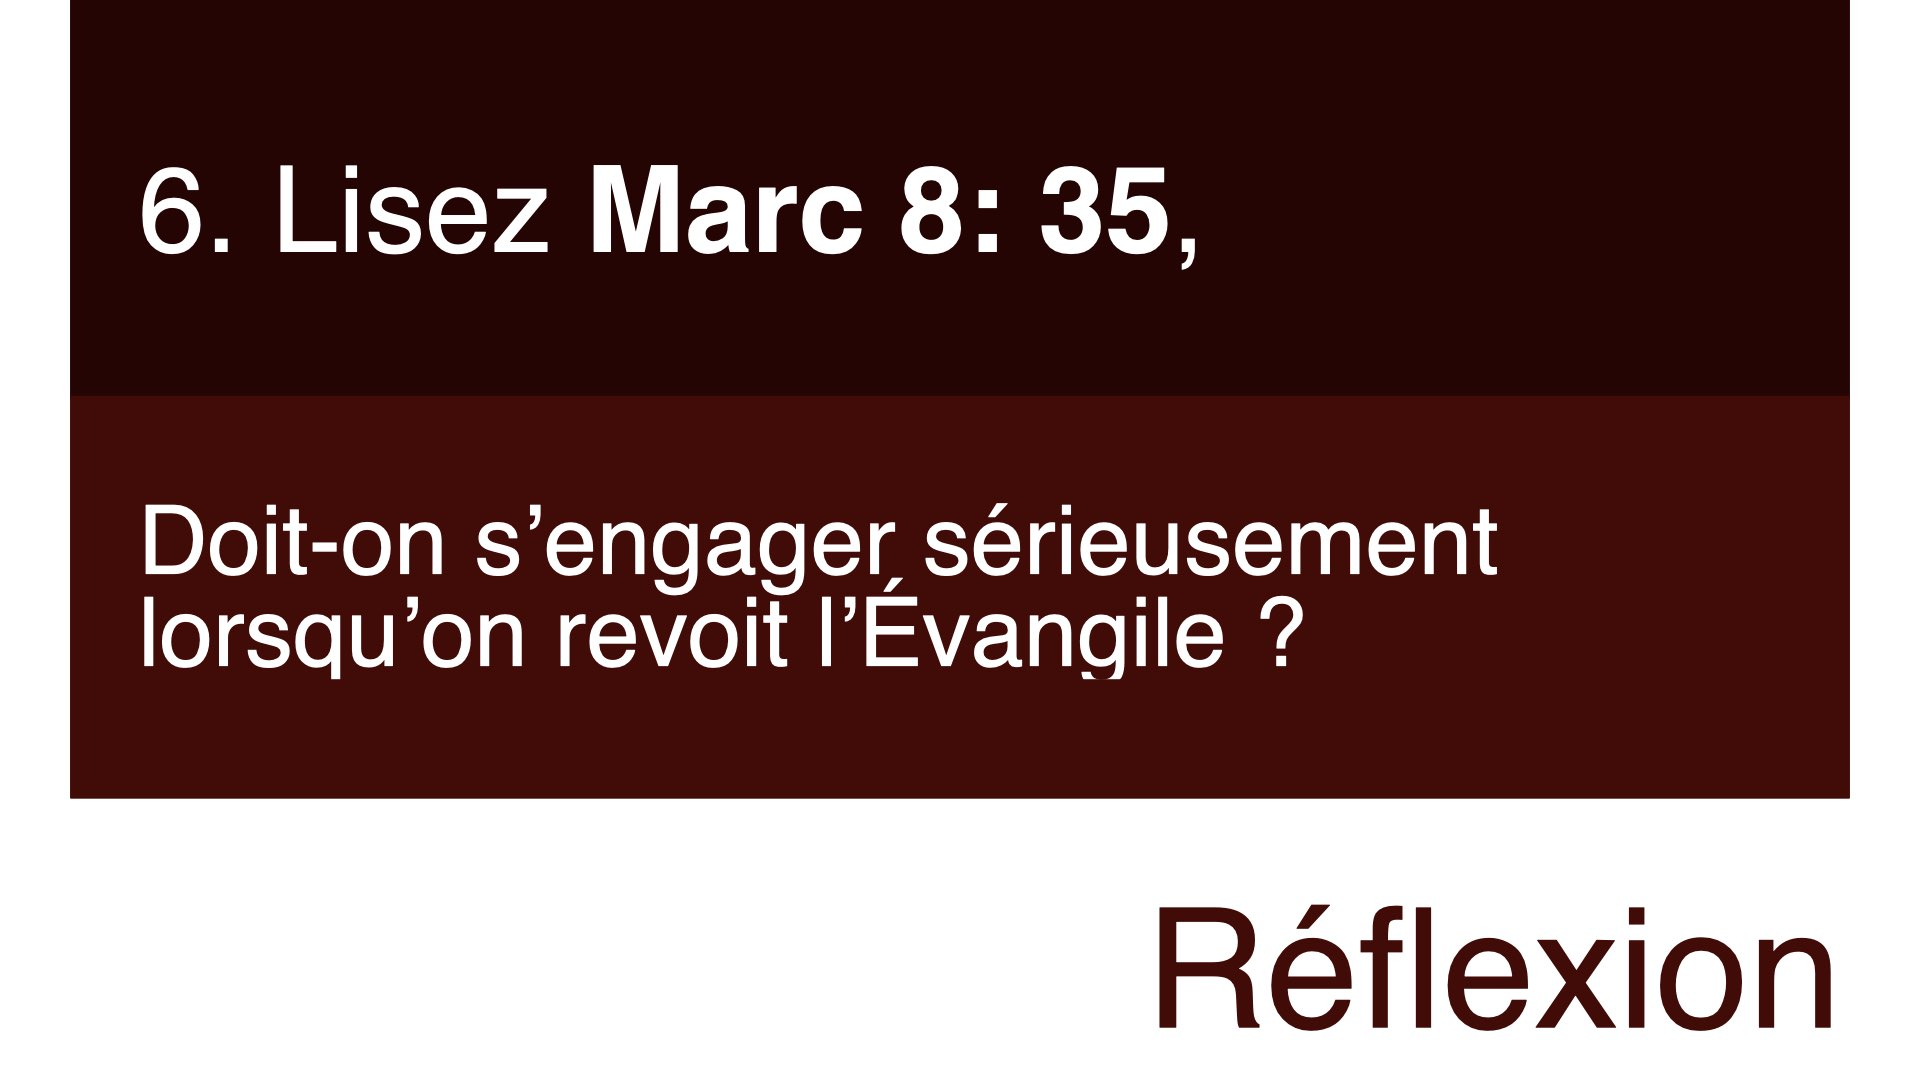 6. Lisez Marc 8: 35,
Doit-on s’engager sérieusement
lorsqu’on revoit l’Évangile ?
Réflexion